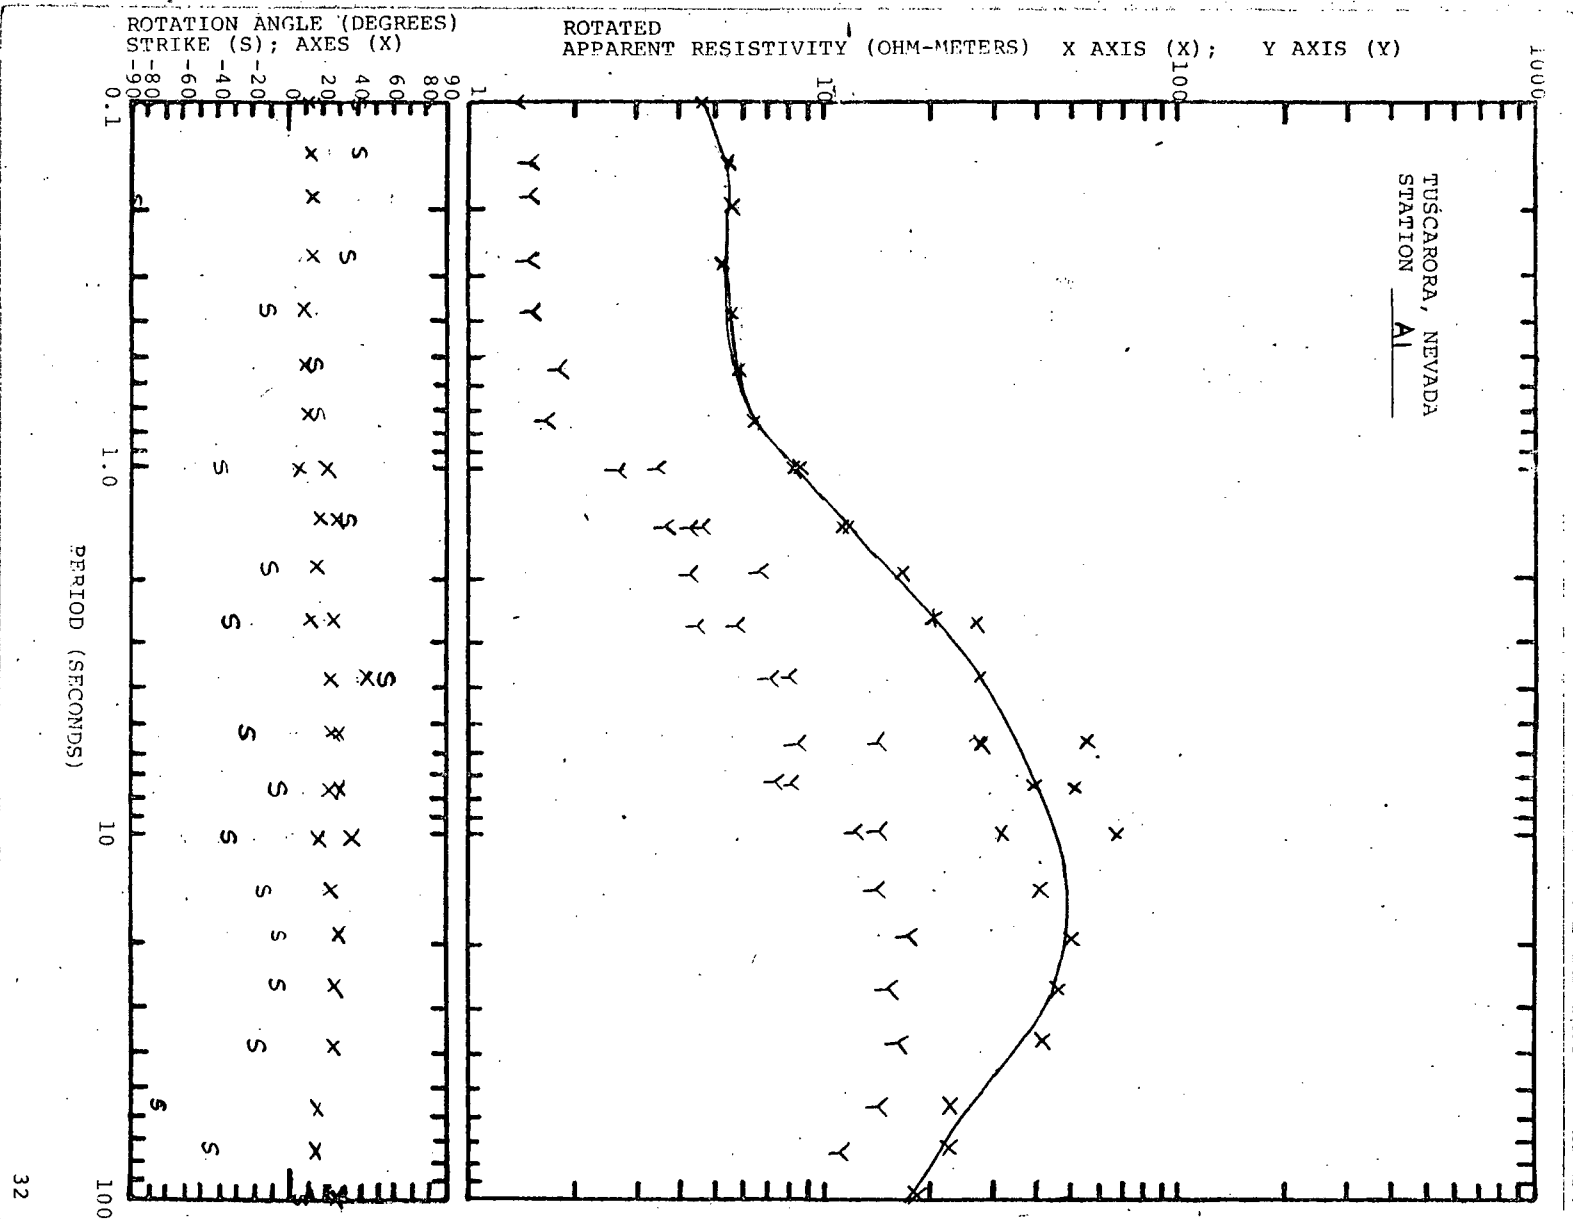 ROTATION ANGLE (DEGREES)
STRIKE (S); AXES (X)
ROTATED
APPARENT RESISTIVITY (OHM-METERS) X AXIS (X); Y AXIS (Y)
-90
-80
-60
-40
-20
0
20
40
60
80
90
1
10
100
1000
TUSCARORA, NEVADA
STATION A1
0.1
1.0
10
100
PERIOD (SECONDS)
32